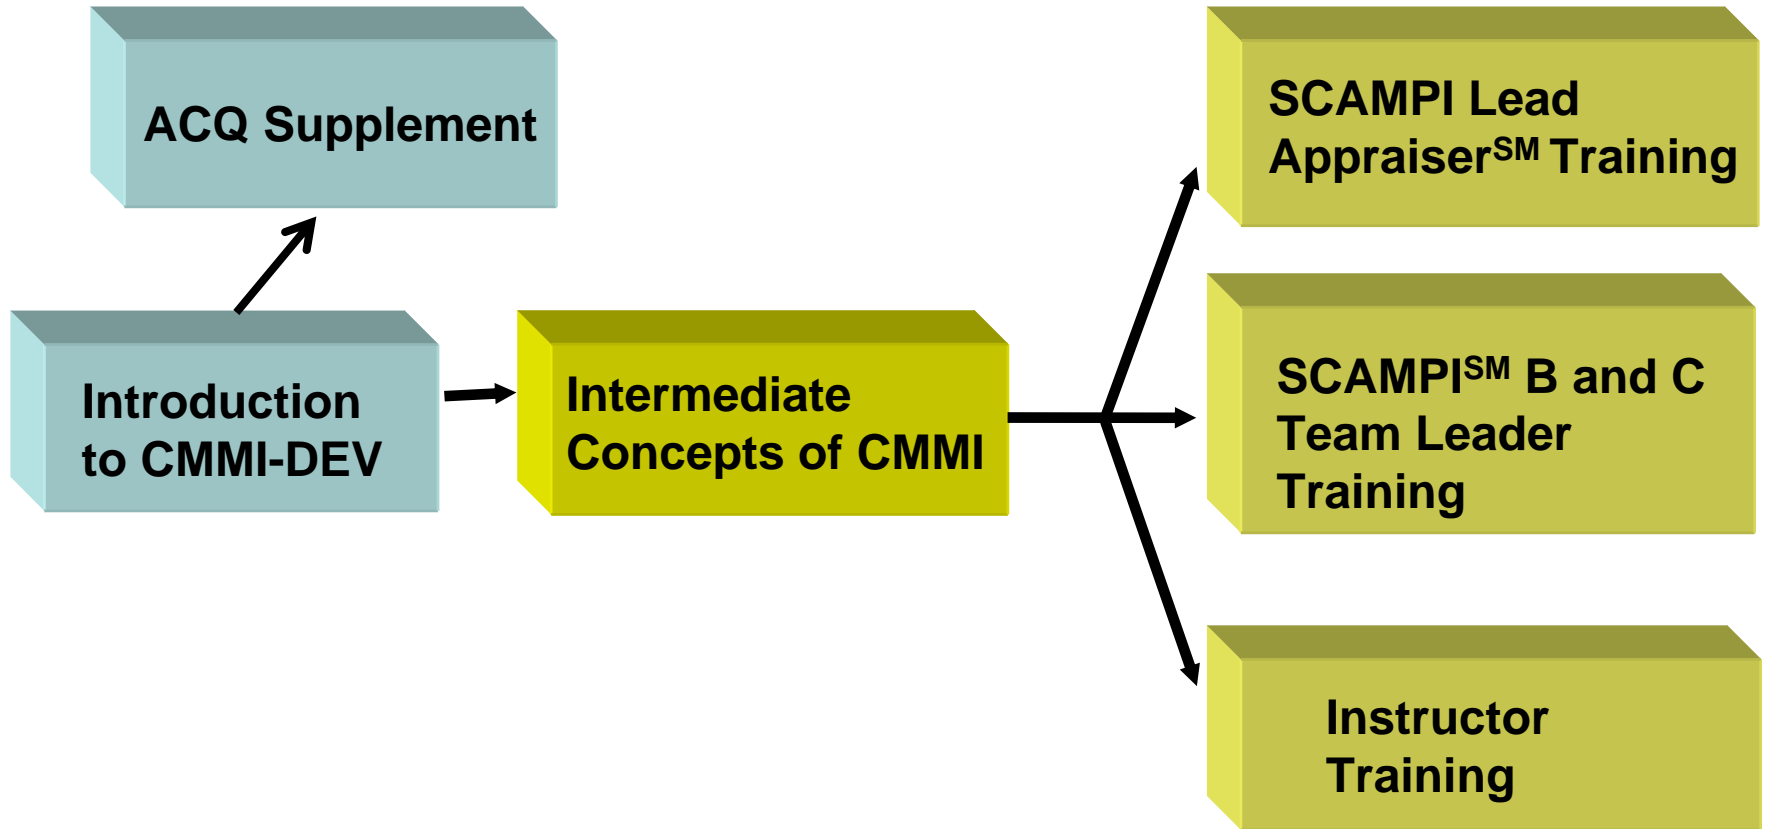 ACQ Supplement
Introduction
to CMMI-DEV
Intermediate
Concepts of CMMI
SCAMPI Lead
Appraiser℠ Training
SCAMPI℠ B and C
Team Leader
Training
Instructor
Training